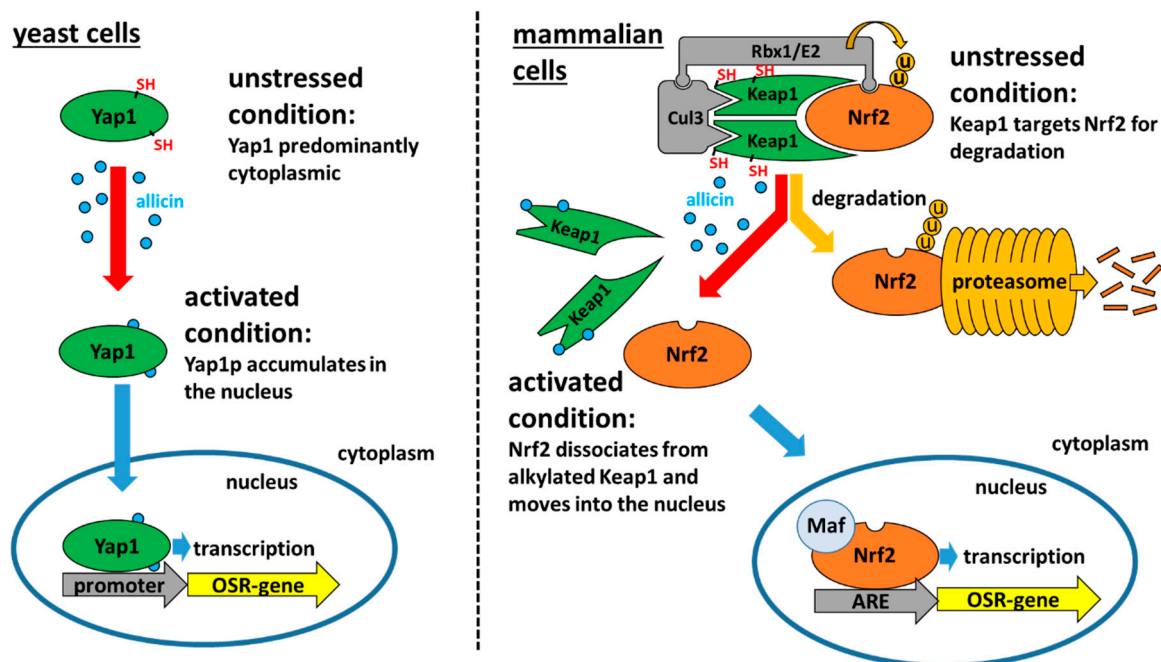 yeast cells
SH
Yap1
SH
unstressed
condition:
Yap1 predominantly
cytoplasmic
allicin
activated
condition:
Yap1p accumulates in
the nucleus
Yap1
cytoplasm
nucleus
Yap1
transcription
promoter
OSR-gene
mammalian
cells
Rbx1/E2
u
u
SH
SH
Keap1
Cul3
Keap1
Nrf2
SH
SH
unstressed
condition:
Keap1 targets Nrf2 for
degradation
allicin
degradation
Keap1
Keap1
u
u
u
Nrf2
proteasome
Nrf2
activated
condition:
Nrf2 dissociates from
alkylated Keap1 and
moves into the nucleus
cytoplasm
nucleus
Maf
Nrf2
transcription
ARE
OSR-gene